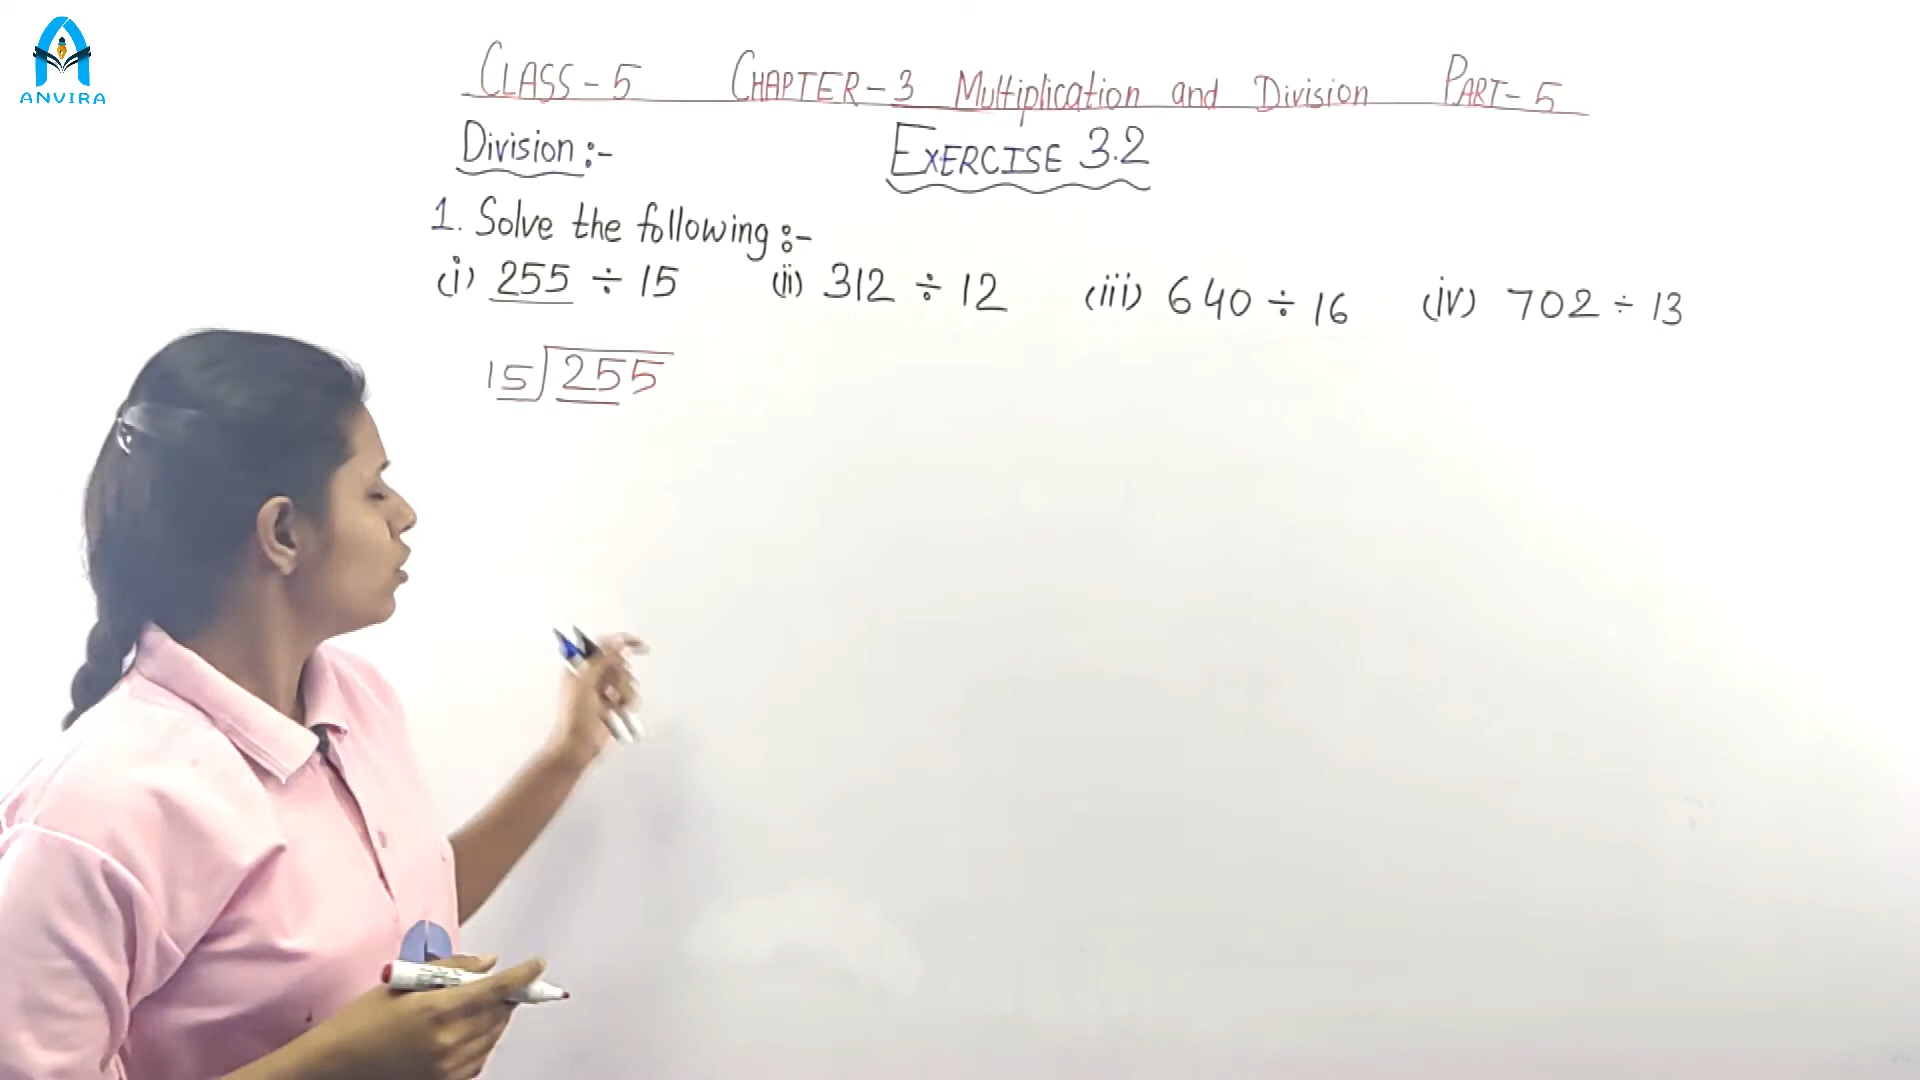 ANVIRA
CLASS-5 CHAPTER-3 Multiplication and Division PART-5
Division:- EXERCISE 3.2
1. Solve the following:-
(i) 255 ÷ 15 (ii) 312 ÷ 12 (iii) 640 ÷ 16 (iv) 702 ÷ 13
15)255